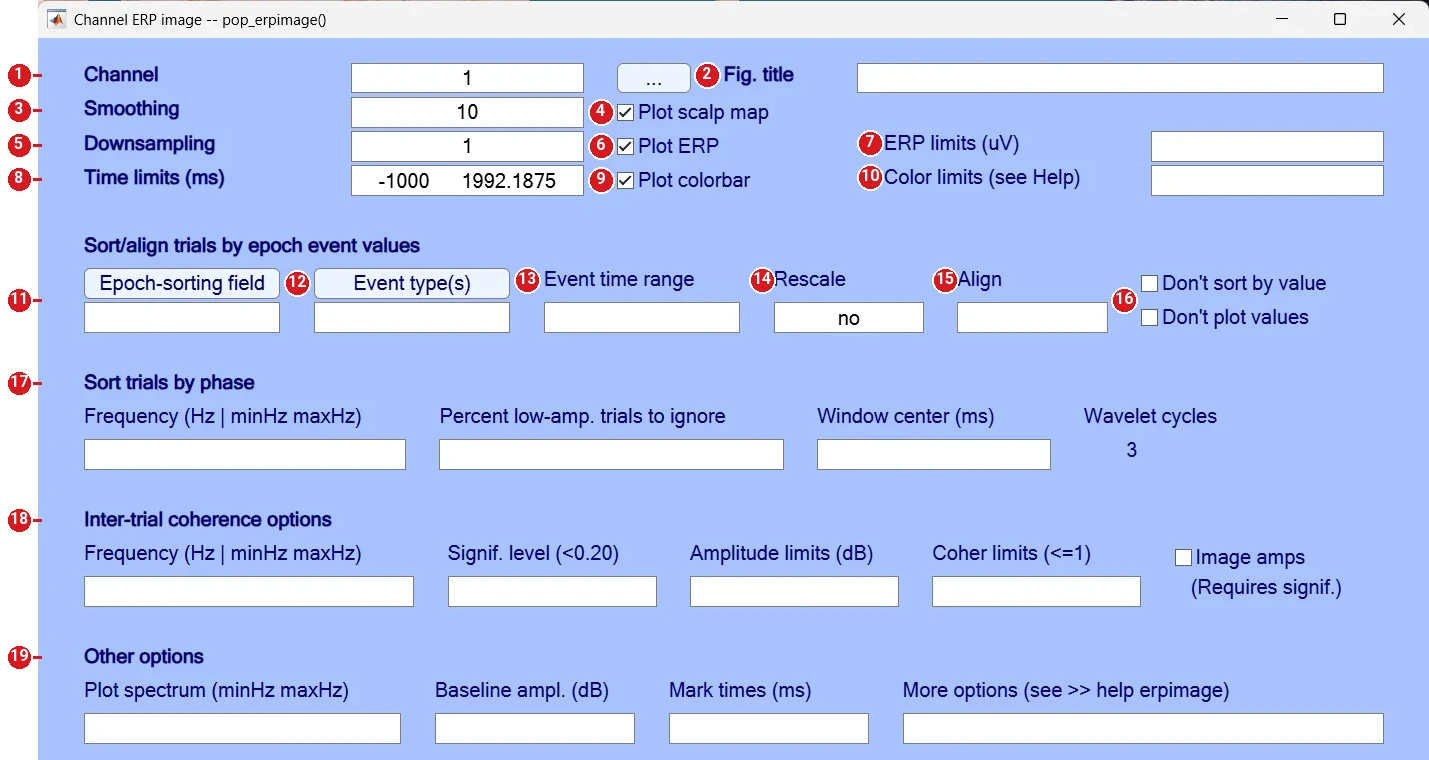 Channel ERP image -- pop_erpimage()
1 Channel 1 ... 2 Fig. title
3 Smoothing 10 4 Plot scalp map
5 Downsampling 1 6 Plot ERP 7 ERP limits (uV)
8 Time limits (ms) -1000 1992.1875 9 Plot colorbar 10 Color limits (see Help)
Sort/align trials by epoch event values
Epoch-sorting field 12 Event type(s) 13 Event time range 14 Rescale 15 Align Don't sort by value
11 no 16 Don't plot values
17 Sort trials by phase
Frequency (Hz | minHz maxHz) Percent low-amp. trials to ignore Window center (ms) Wavelet cycles
3
18 Inter-trial coherence options
Frequency (Hz | minHz maxHz) Signif. level (<0.20) Amplitude limits (dB) Coher limits (<=1) Image amps
(Requires signif.)
19 Other options
Plot spectrum (minHz maxHz) Baseline ampl. (dB) Mark times (ms) More options (see >> help erpimage)